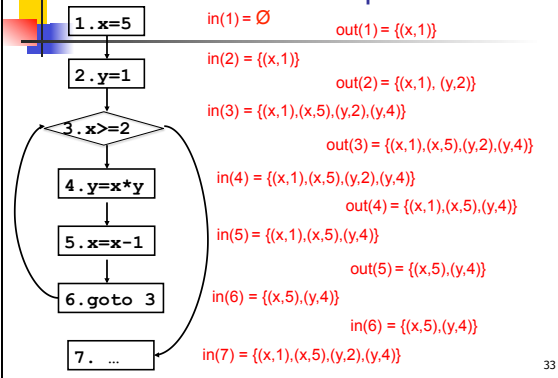 1.x=5
in(1) = Ø
out(1) = {(x,1)}
2.y=1
in(2) = {(x,1)}
out(2) = {(x,1), (y,2)}
3.x>=2
in(3) = {(x,1),(x,5),(y,2),(y,4)}
out(3) = {(x,1),(x,5),(y,2),(y,4)}
4.y=x*y
in(4) = {(x,1),(x,5),(y,2),(y,4)}
out(4) = {(x,1),(x,5),(y,4)}
5.x=x-1
in(5) = {(x,1),(x,5),(y,4)}
out(5) = {(x,5),(y,4)}
6.goto 3
in(6) = {(x,5),(y,4)}
in(6) = {(x,5),(y,4)}
7. …
in(7) = {(x,1),(x,5),(y,2),(y,4)}
33